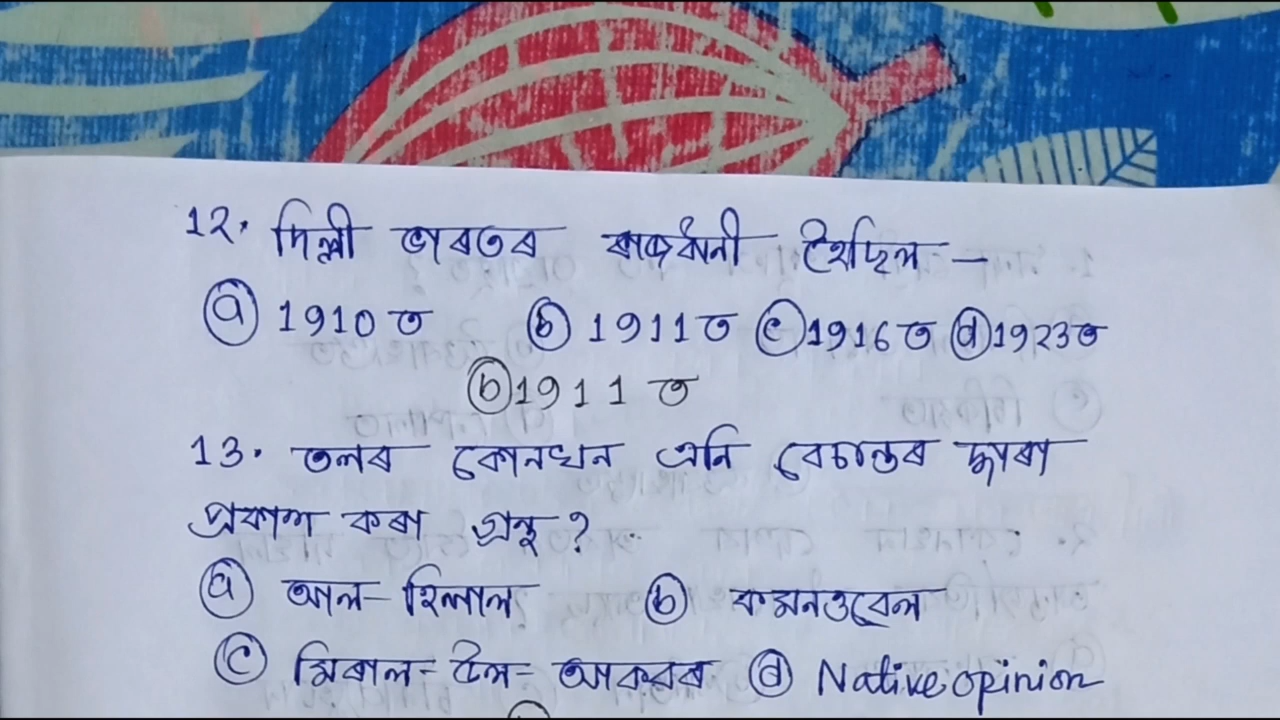 12. দিল্লী ভাৰতৰ ৰাজধানী হৈছিল —
ⓐ 1910 ত ⓑ 1911 ত ⓒ 1916 ত ⓓ 1923 ত
ⓑ 1911 ত
13. তলৰ কোনখন এনি বেচান্তৰ দ্বাৰা
প্ৰকাশ কৰা গ্ৰন্থ?
ⓐ আল-হিলাল ⓑ কমনওবেল
ⓒ মিৰাল-উল-আকবৰ ⓓ Native opinion